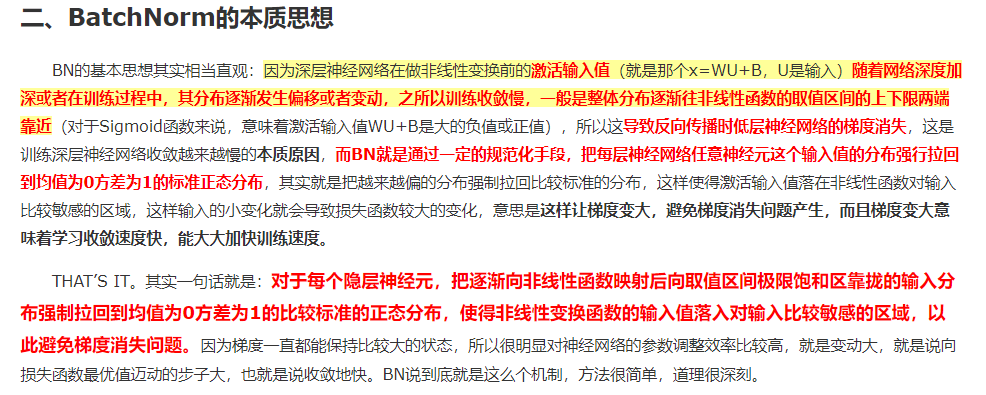 二、BatchNorm的本质思想
BN的基本思想其实相当直观：因为深层神经网络在做非线性变换前的激活输入值（就是那个x=WU+B，U是输入）随着网络深度加
深或者在训练过程中，其分布逐渐发生偏移或者变动，之所以训练收敛慢，一般是整体分布逐渐往非线性函数的取值区间的上下限两端
靠近（对于Sigmoid函数来说，意味着激活输入值WU+B是大的负值或正值），所以这导致反向传播时低层神经网络的梯度消失，这是
训练深层神经网络收敛越来越慢的本质原因，而BN就是通过一定的规范化手段，把每层神经网络任意神经元这个输入值的分布强行拉回
到均值为0方差为1的标准正态分布，其实就是把越来越偏的分布强制拉回比较标准的分布，这样使得激活输入值落在非线性函数对输入
比较敏感的区域，这样输入的小变化就会导致损失函数较大的变化，意思是这样让梯度变大，避免梯度消失问题产生，而且梯度变大意
味着学习收敛速度快，能大大加快训练速度。
THAT’S IT。其实一句话就是：对于每个隐层神经元，把逐渐向非线性函数映射后向取值区间极限饱和区靠拢的输入分
布强制拉回到均值为0方差为1的比较标准的正态分布，使得非线性变换函数的输入值落入对输入比较敏感的区域，以
此避免梯度消失问题。因为梯度一直都能保持比较大的状态，所以很明显对神经网络的参数调整效率比较高，就是变动大，就是说向
损失函数最优值迈动的步子大，也就是说收敛地快。BN说到底就是这么个机制，方法很简单，道理很深刻。